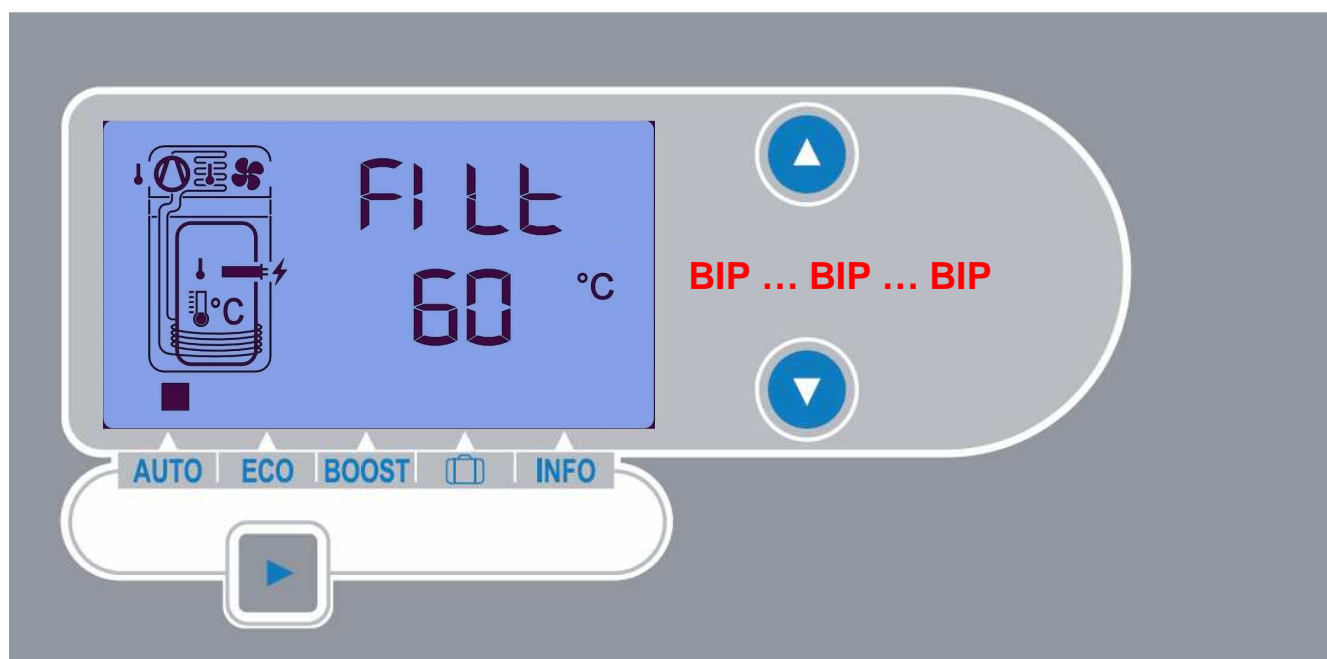 FILt
60 °C
°C
BIP … BIP … BIP
AUTO ECO BOOST INFO